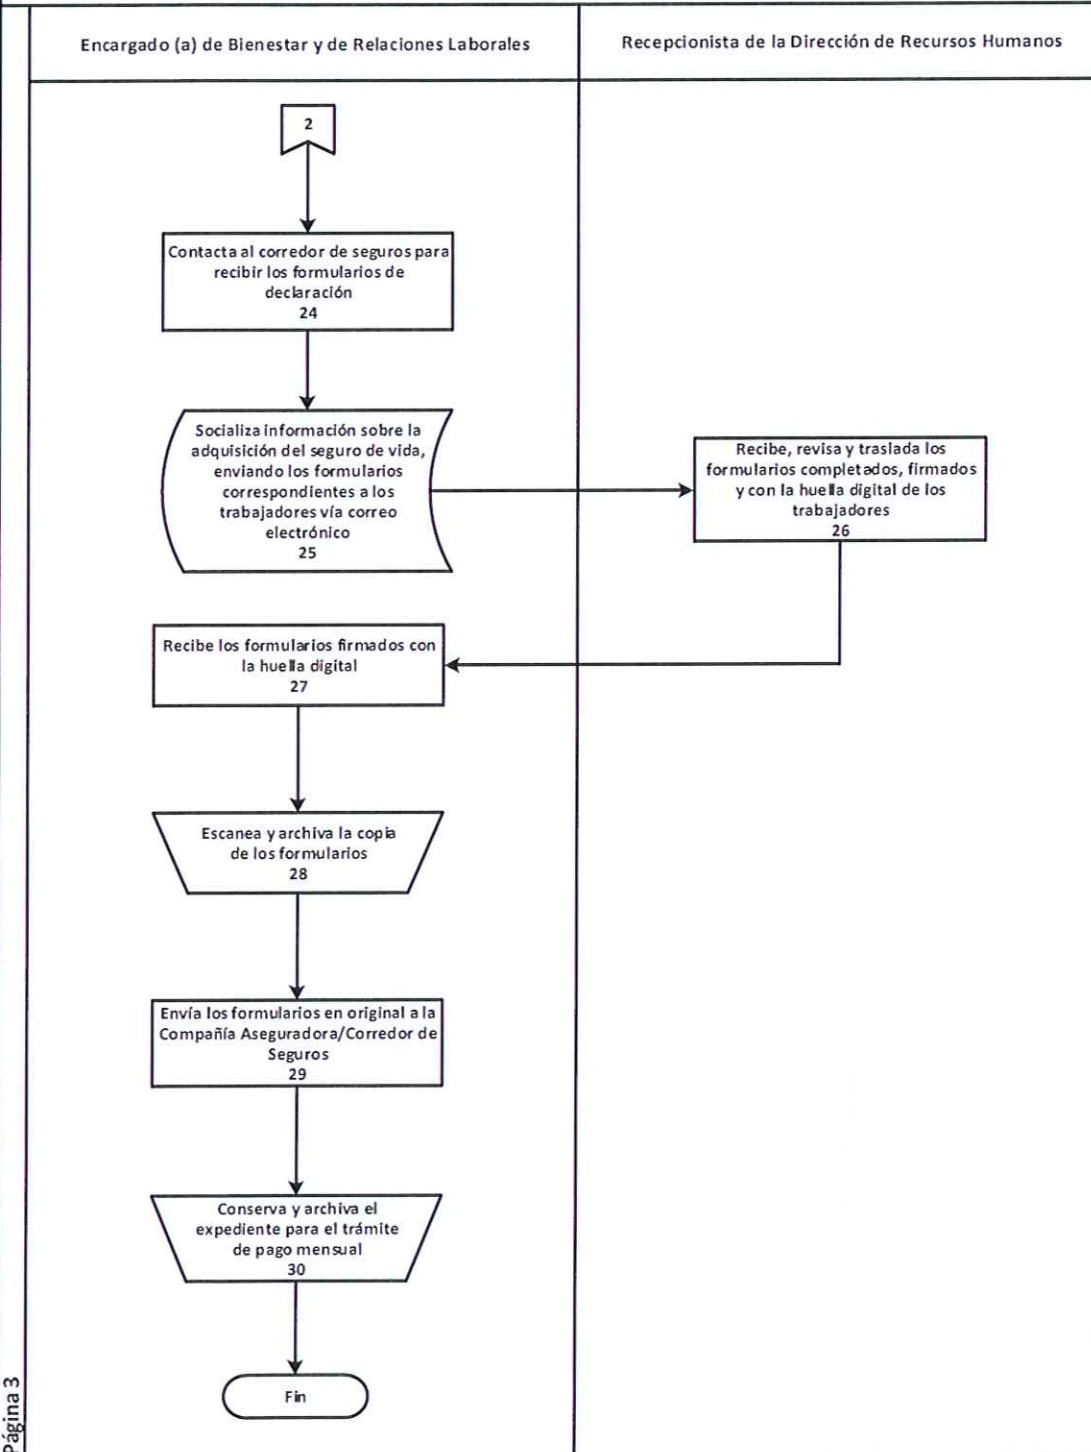 Encargado (a) de Bienestar y de Relaciones Laborales
Recepcionista de la Dirección de Recursos Humanos
2
Contacta al corredor de seguros para
recibir los formularios de
declaración
24
Socializa información sobre la
adquisición del seguro de vida,
enviando los formularios
correspondientes a los
trabajadores vía correo
electrónico
25
Recibe, revisa y traslada los
formularios completados, firmados
y con la huella digital de los
trabajadores
26
Recibe los formularios firmados con
la huella digital
27
Escanea y archiva la copia
de los formularios
28
Envía los formularios en original a la
Compañía Aseguradora/Corredor de
Seguros
29
Conserva y archiva el
expediente para el trámite
de pago mensual
30
Fin
Página 3